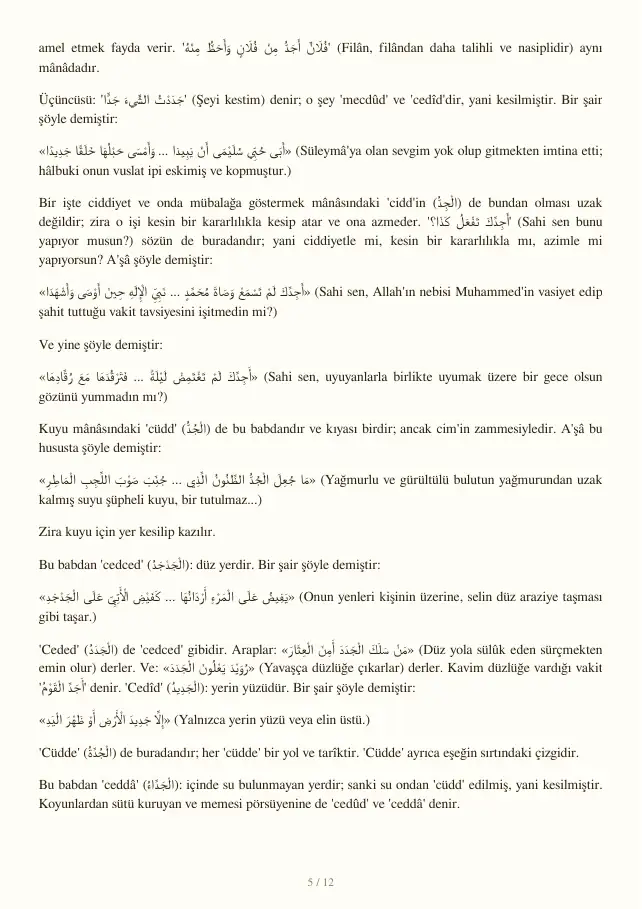 amel etmek fayda verir. 'فُلَانٌ أَجَدُّ مِنْ فُلَانٍ وَأَحَظُّ مِنْهُ' (Filân, filândan daha talihli ve nasiplidir) aynı
mânâdadır.
Üçüncüsü: 'جَدَدْتُ الشَّيءَ جَدًّا' (Şeyi kestim) denir; o şey 'mecdûd' ve 'cedîd'dir, yani kesilmiştir. Bir şair
şöyle demiştir:
«أَبَى حُبِّي سُلَيْمَى أَنْ يَبِيدَا ... وَأَمْسَى حَبْلُهَا خَلَقًا جَدِيدًا» (Süleymâ'ya olan sevgim yok olup gitmekten imtina etti;
hâlbuki onun vuslat ipi eskimiş ve kopmuştur.)
Bir işte ciddiyet ve onda mübalağa göstermek mânâsındaki 'cidd'in (الْجِدُّ) de bundan olması uzak
değildir; zira o işi kesin bir kararlılıkla kesip atar ve ona azmeder. 'أَجِدَّكَ تَفْعَلُ كَذَا؟' (Sahi sen bunu
yapıyor musun?) sözün de buradandır; yani ciddiyetle mi, kesin bir kararlılıkla mı, azimle mi
yapıyorsun? A'şâ şöyle demiştir:
«أَجِدَّكَ لَمْ تَسْمَعْ وَصَاةَ مُحَمَّدٍ ... نَبِيِّ الْإِلَهِ حِينَ أَوْصَى وَأَشْهَدَا» (Sahi sen, Allah'ın nebisi Muhammed'in vasiyet edip
şahit tuttuğu vakit tavsiyesini işitmedin mi?)
Ve yine şöyle demiştir:
«أَجِدَّكَ لَمْ تَغْتَمِضْ لَيْلَةً ... فَتَرْقُدَهَا مَعَ رُقَّادِهَا» (Sahi sen, uyuyanlarla birlikte uyumak üzere bir gece olsun
gözünü yummadın mı?)
Kuyu mânâsındaki 'cüdd' (الْجُدُّ) de bu babdandır ve kıyası birdir; ancak cim'in zammesiyledir. A'şâ bu
hususta şöyle demiştir:
«مَا جُعِلَ الْجُدُّ الظَّنُونُ الَّذِي ... جُنِّبَ صَوْبَ اللَّجِبِ الْمَاطِرِ» (Yağmurlu ve gürültülü bulutun yağmurundan uzak
kalmış suyu şüpheli kuyu, bir tutulmaz...)
Zira kuyu için yer kesilip kazılır.
Bu babdan 'cedced' (الْجَدْجَدُ): düz yerdir. Bir şair şöyle demiştir:
«يَفِيضُ عَلَى الْمَرْءِ أَرْدَانُهَا ... كَفَيْضِ الْأَتِيِّ عَلَى الْجَدْجَدِ» (Onun yenleri kişinin üzerine, selin düz araziye taşması
gibi taşar.)
'Ceded' (الْجَدَدُ) de 'cedced' gibidir. Araplar: «مَنْ سَلَكَ الْجَدَدَ أَمِنَ الْعِثَارَ» (Düz yola sülûk eden sürçmekten
emin olur) derler. Ve: «رُوَيْدَ يَعْلُونَ الْجَدَدَ» (Yavaşça düzlüğe çıkarlar) derler. Kavim düzlüğe vardığı vakit
'أَجَدَّ الْقَوْمُ' denir. 'Cedîd' (الْجَدِيدُ): yerin yüzüdür. Bir şair şöyle demiştir:
«إِلَّا جَدِيدَ الْأَرْضِ أَوْ ظَهْرَ الْيَدِ» (Yalnızca yerin yüzü veya elin üstü.)
'Cüdde' (الْجُدَّةُ) de buradandır; her 'cüdde' bir yol ve tarîktir. 'Cüdde' ayrıca eşeğin sırtındaki çizgidir.
Bu babdan 'ceddâ' (الْجَدَّاءُ): içinde su bulunmayan yerdir; sanki su ondan 'cüdd' edilmiş, yani kesilmiştir.
Koyunlardan sütü kuruyan ve memesi pörsüyenine de 'cedûd' ve 'ceddâ' denir.
5 / 12